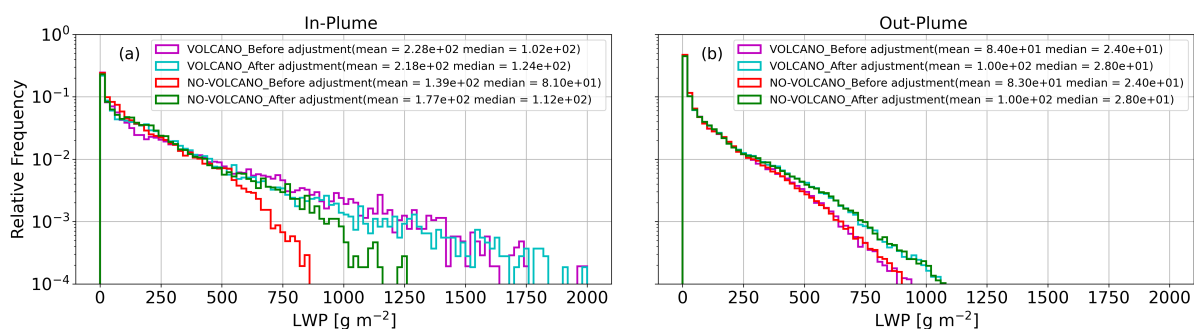 In-Plume
(a)
VOLCANO_Before adjustment(mean = 2.28e+02 median = 1.02e+02)
VOLCANO_After adjustment(mean = 2.18e+02 median = 1.24e+02)
NO-VOLCANO_Before adjustment(mean = 1.39e+02 median = 8.10e+01)
NO-VOLCANO_After adjustment(mean = 1.77e+02 median = 1.12e+02)
Relative Frequency
10⁰
10⁻¹
10⁻²
10⁻³
10⁻⁴
0 250 500 750 1000 1250 1500 1750 2000
LWP [g m⁻²]
Out-Plume
(b)
VOLCANO_Before adjustment(mean = 8.40e+01 median = 2.40e+01)
VOLCANO_After adjustment(mean = 1.00e+02 median = 2.80e+01)
NO-VOLCANO_Before adjustment(mean = 8.30e+01 median = 2.40e+01)
NO-VOLCANO_After adjustment(mean = 1.00e+02 median = 2.80e+01)
0 250 500 750 1000 1250 1500 1750 2000
LWP [g m⁻²]